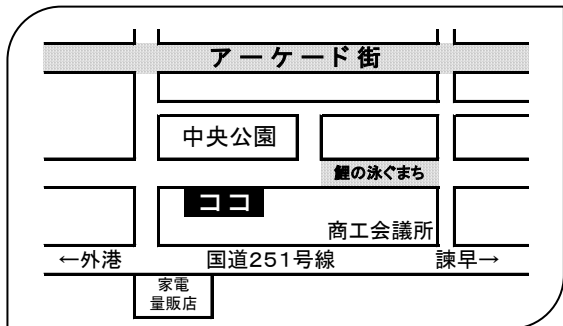 アーケード街
中央公園
鯉の泳ぐまち
ココ
商工会議所
←外港 国道251号線 諫早→
家電
量販店